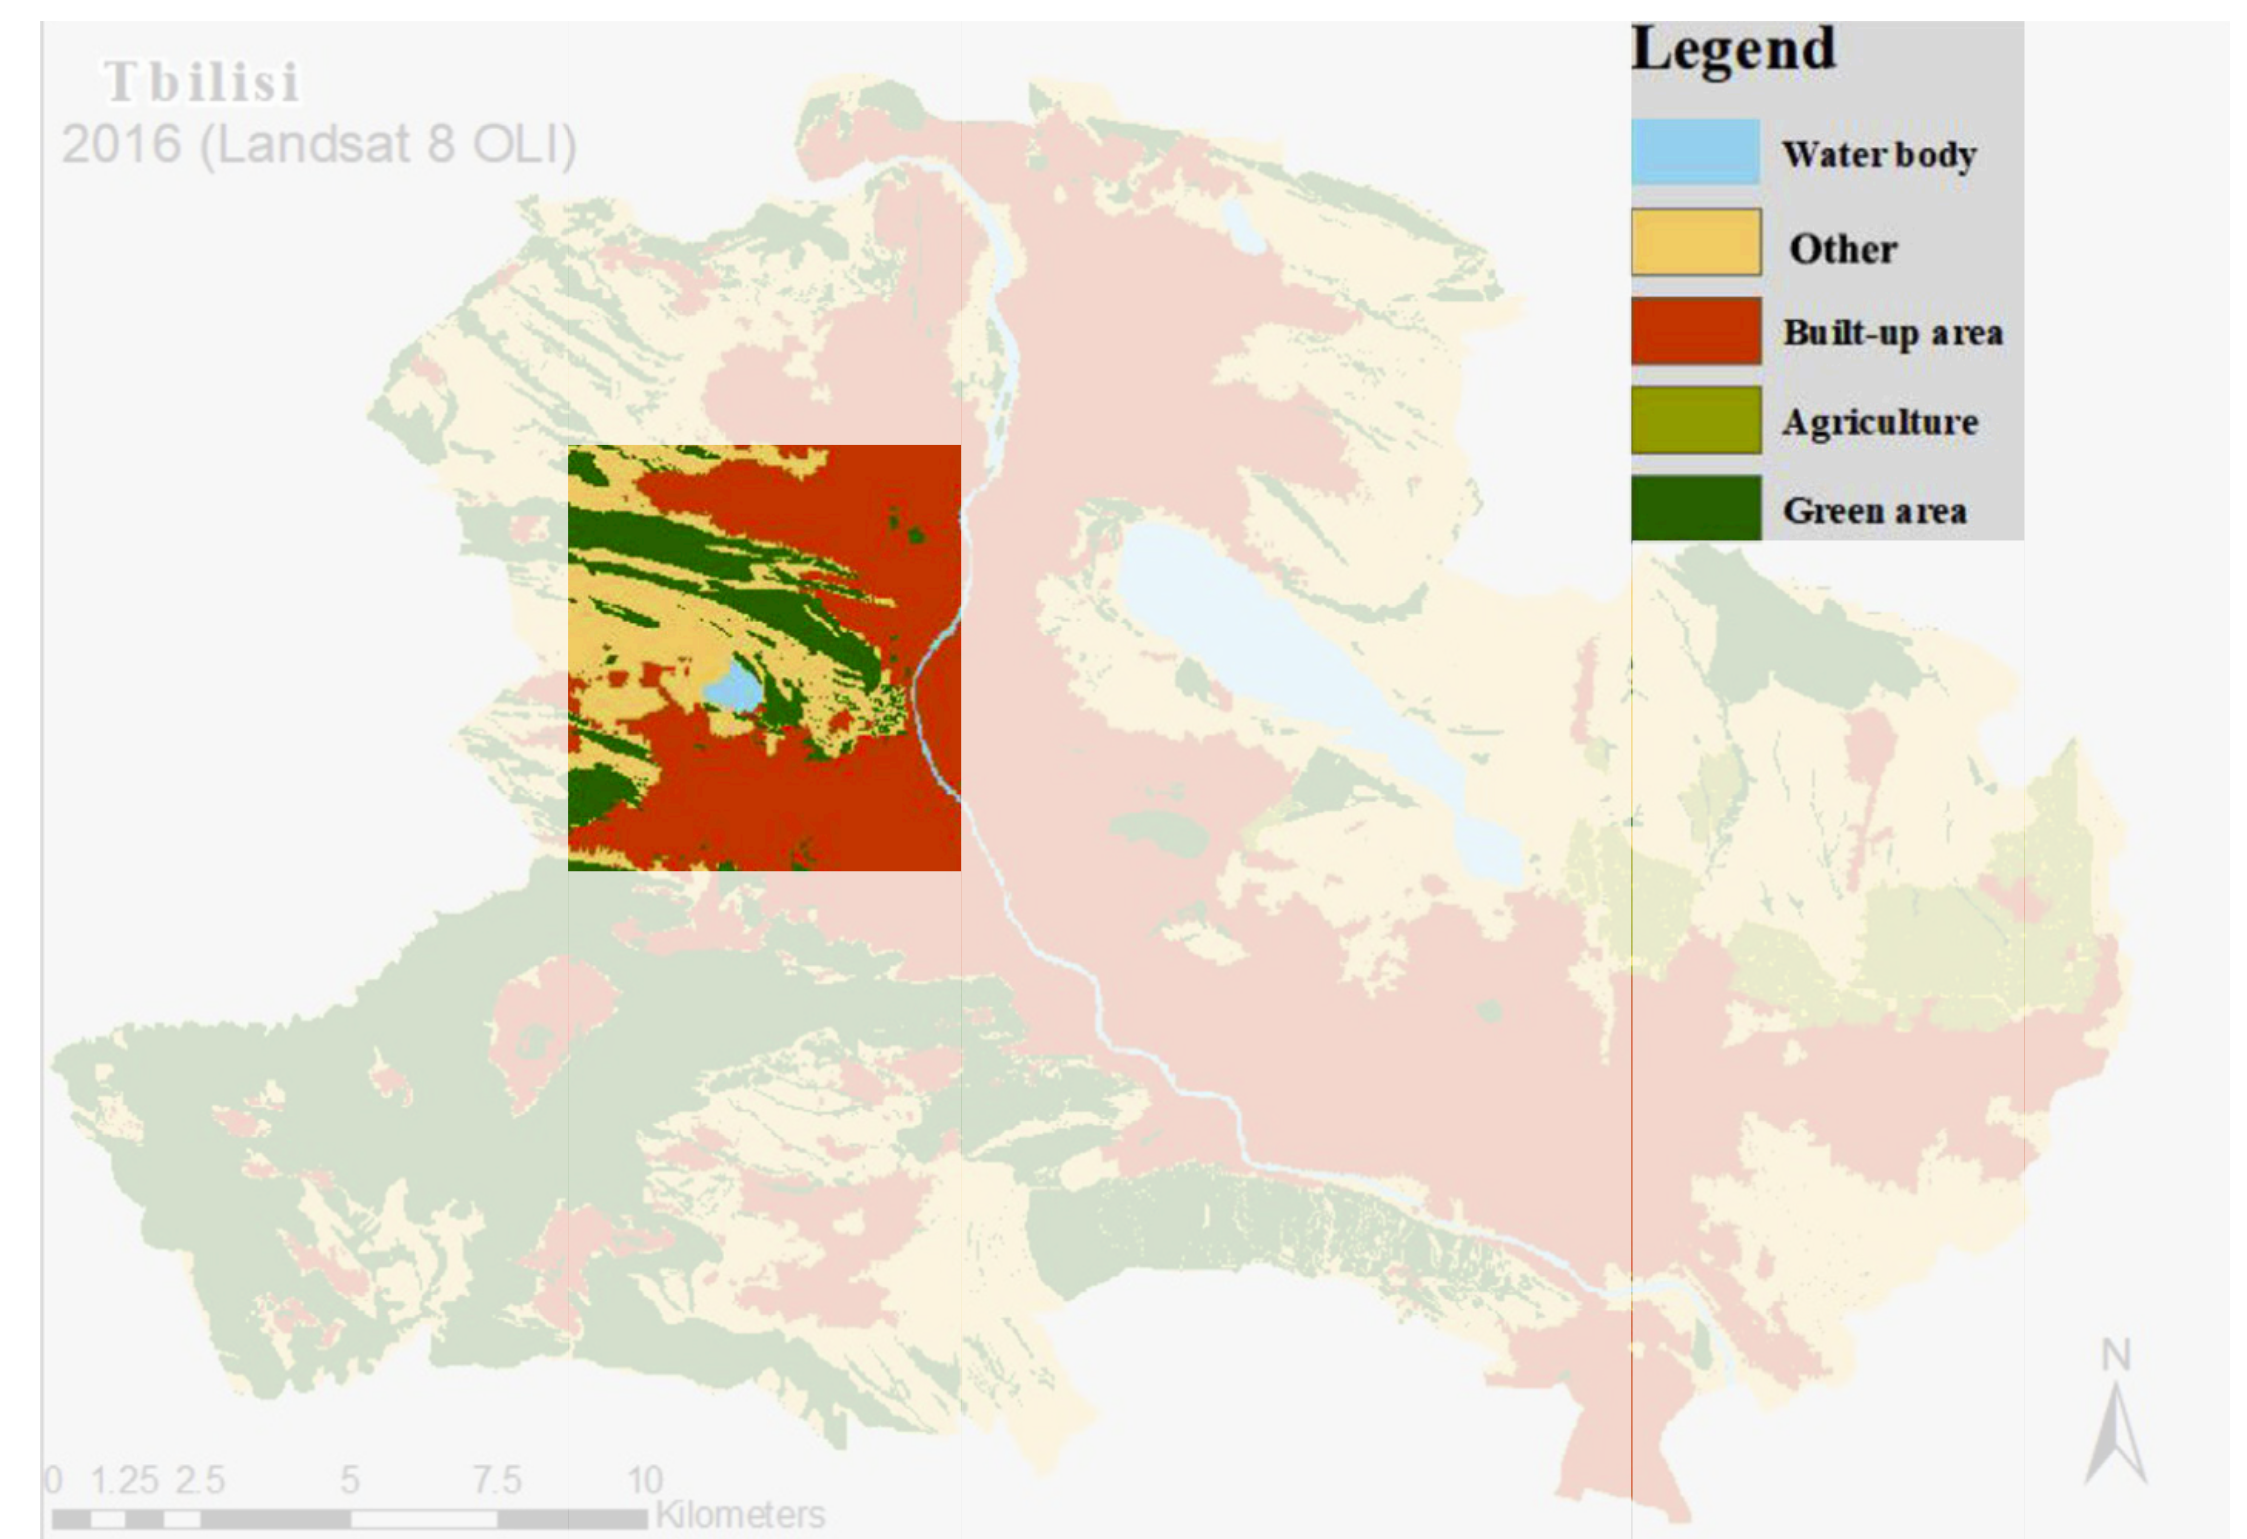 Tbilisi
2016 (Landsat 8 OLI)
Legend
Water body
Other
Built-up area
Agriculture
Green area
N
0 1.25 2.5 5 7.5 10
Kilometers